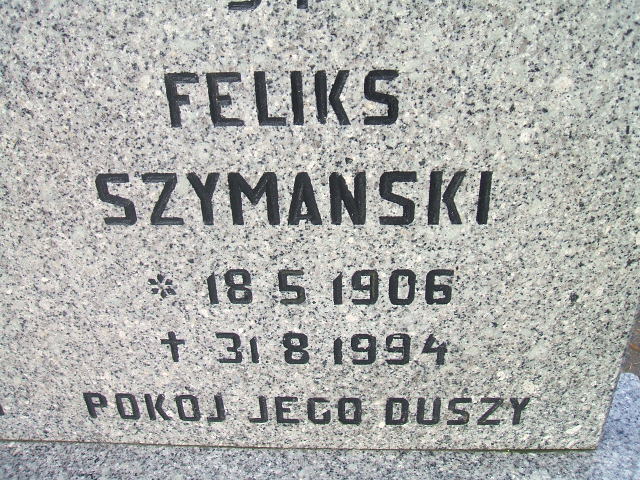 FELIKS
SZYMANSKI
* 18 5 1906
† 31 8 1994
POKOJ JEGO DUSZY